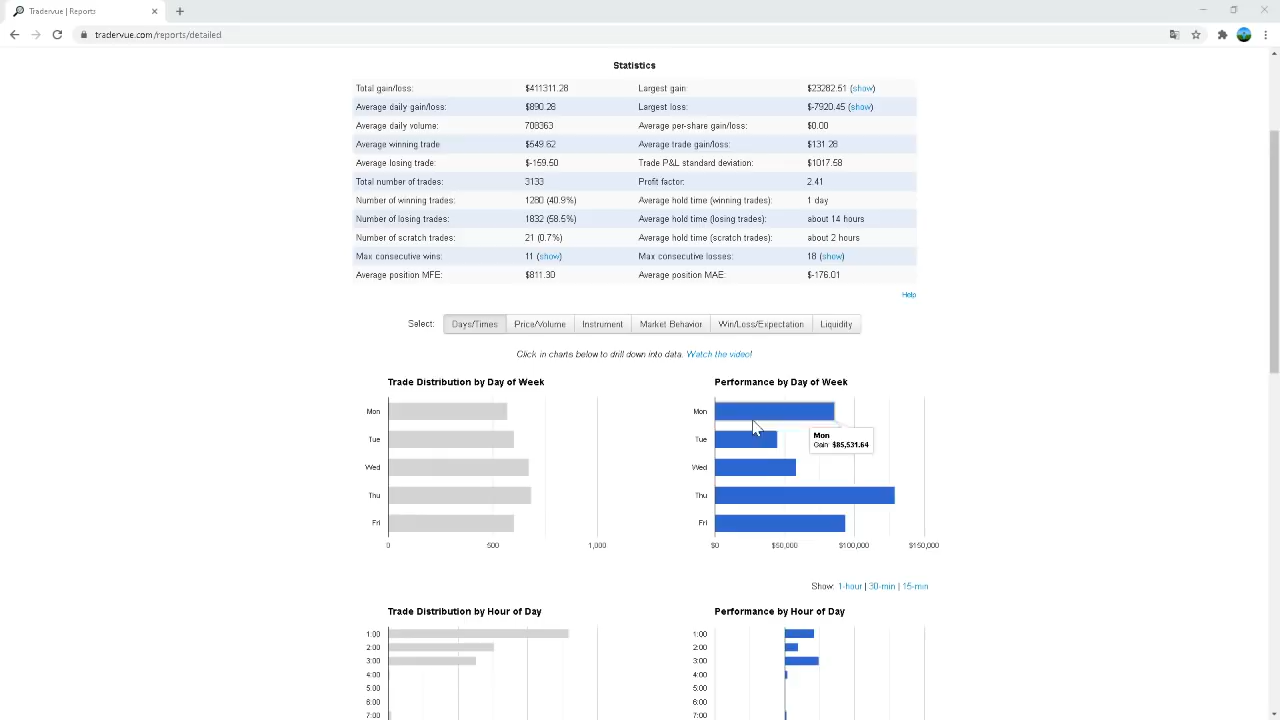 Tradervue | Reports
tradervue.com/reports/detailed
Statistics
Total gain/loss: $411311.28 Largest gain: $23282.51 (show)
Average daily gain/loss: $890.28 Largest loss: $-7920.45 (show)
Average daily volume: 708363 Average per-share gain/loss: $0.00
Average winning trade $549.62 Average trade gain/loss: $131.28
Average losing trade: $-159.50 Trade P&L standard deviation: $1017.58
Total number of trades: 3133 Profit factor: 2.41
Number of winning trades: 1280 (40.9%) Average hold time (winning trades): 1 day
Number of losing trades: 1832 (58.5%) Average hold time (losing trades): about 14 hours
Number of scratch trades: 21 (0.7%) Average hold time (scratch trades): about 2 hours
Max consecutive wins: 11 (show) Max consecutive losses: 18 (show)
Average position MFE: $811.30 Average position MAE: $-176.01
Help
Select: Days/Times Price/Volume Instrument Market Behavior Win/Loss/Expectation Liquidity
Click in charts below to drill down into data. Watch the video!
Trade Distribution by Day of Week Performance by Day of Week
Mon Mon
Mon
Gain $85,531.64
Tue Tue
Wed Wed
Thu Thu
Fri Fri
0 500 1,000 $0 $50,000 $100,000 $150,000
Show: 1-hour | 30-min | 15-min
Trade Distribution by Hour of Day Performance by Hour of Day
1:00 1:00
2:00 2:00
3:00 3:00
4:00 4:00
5:00 5:00
6:00 6:00
7:00 7:00